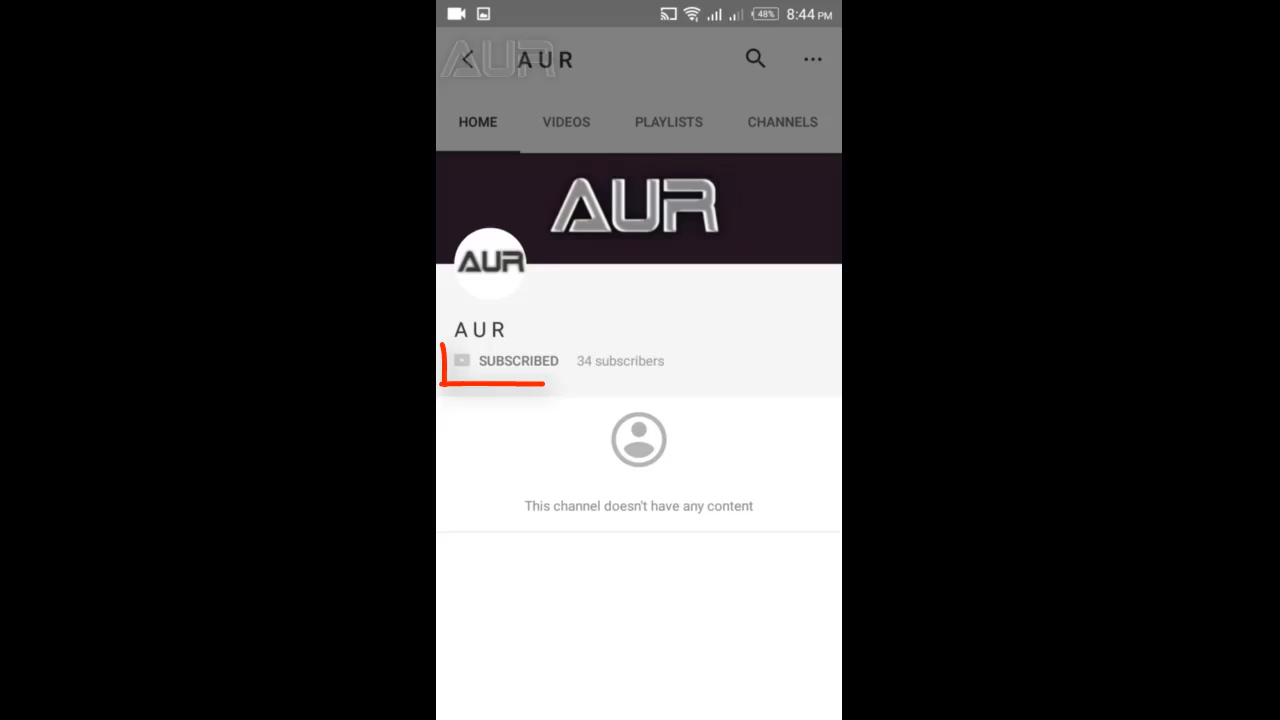 48% 8:44 PM
AUR
A U R
HOME VIDEOS PLAYLISTS CHANNELS
AUR
AUR
A U R
SUBSCRIBED 34 subscribers
This channel doesn't have any content